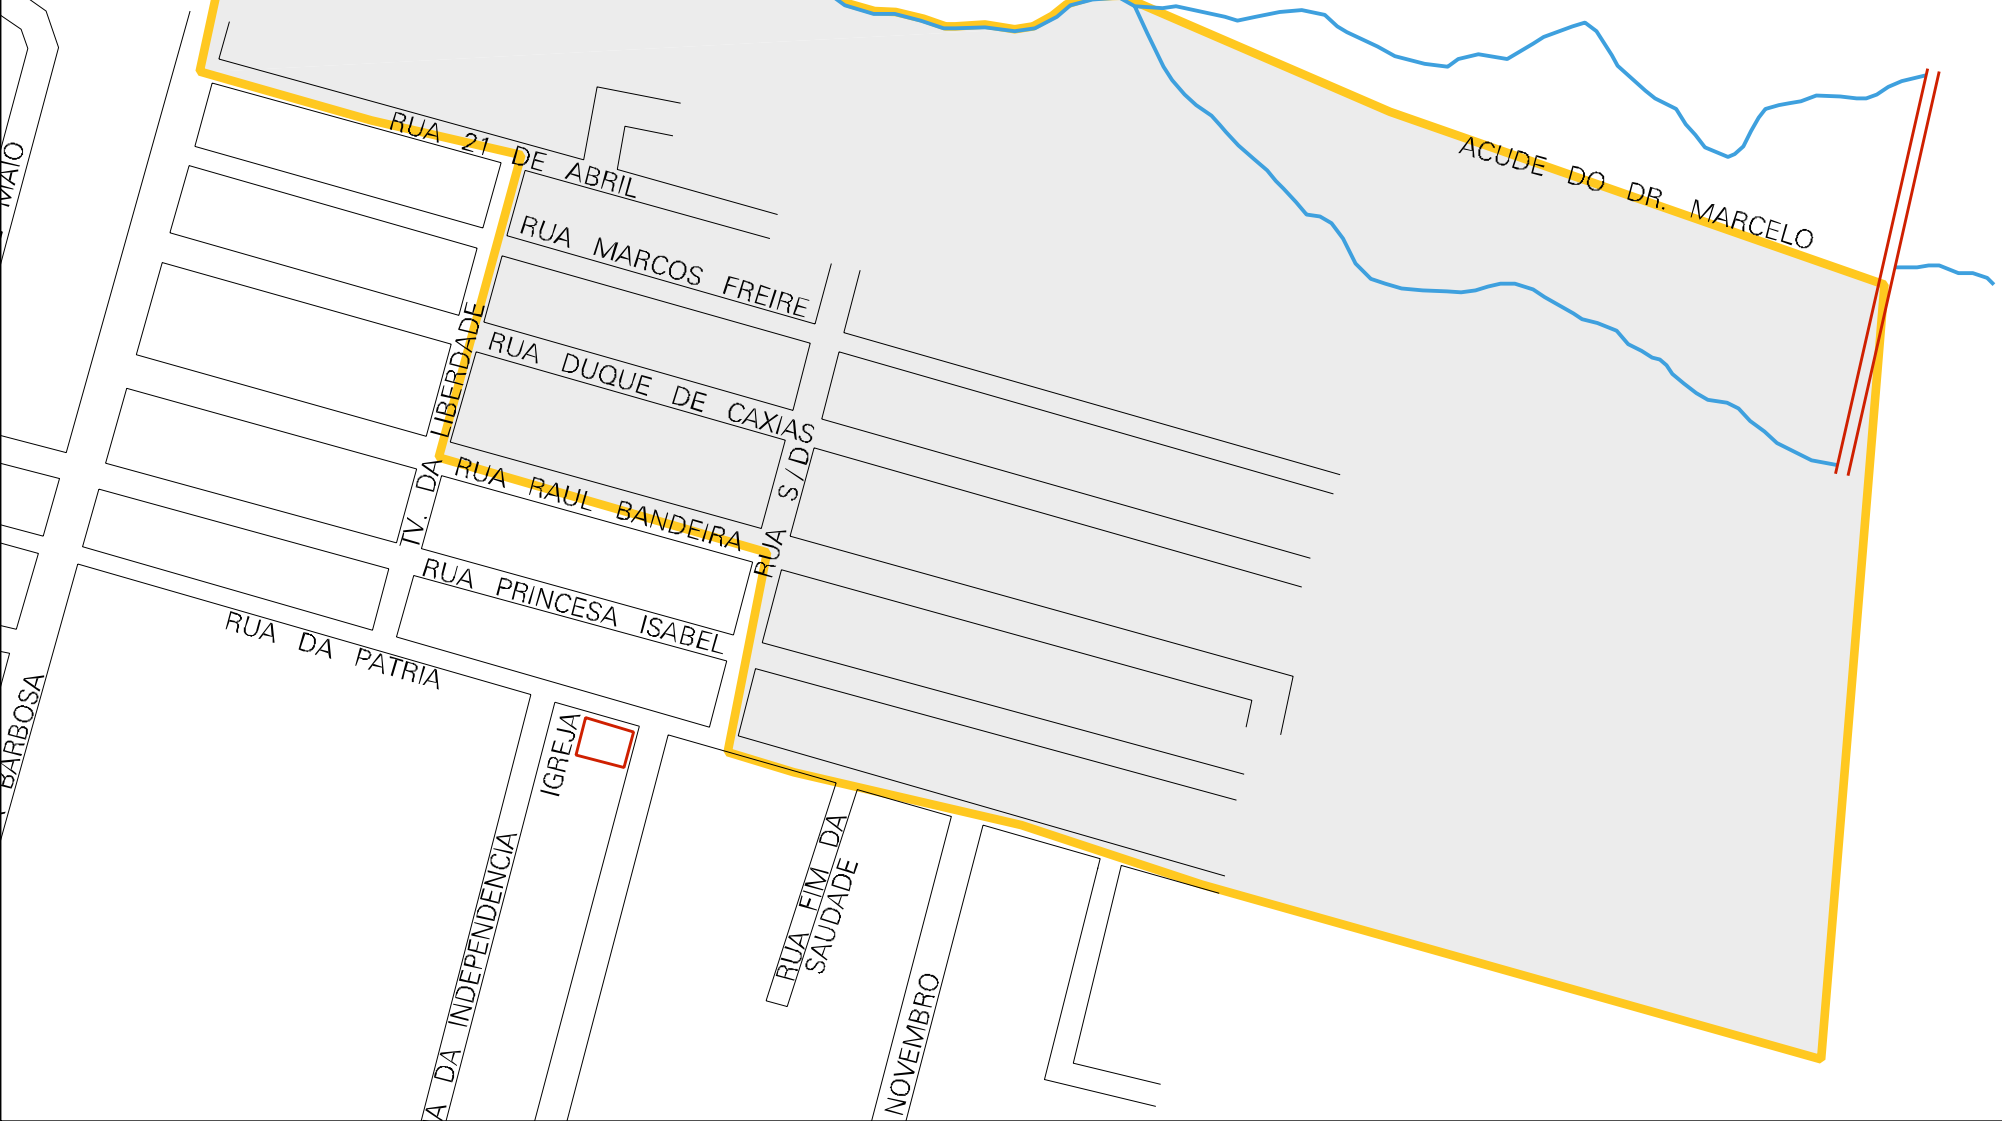 MAIO
RUA 21 DE ABRIL
ACUDE DO DR. MARCELO
RUA MARCOS FREIRE
RUA DUQUE DE CAXIAS
TV. DA LIBERDADE
RUA S/D
RUA RAUL BANDEIRA
RUA PRINCESA ISABEL
RUA DA PATRIA
BARBOSA
IGREJA
RUA FIM DA
SAUDADE
A DA INDEPENDENCIA
NOVEMBRO